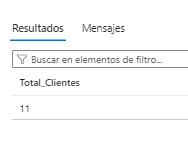 Resultados Mensajes
Buscar en elementos de filtro...
Total_Clientes
11